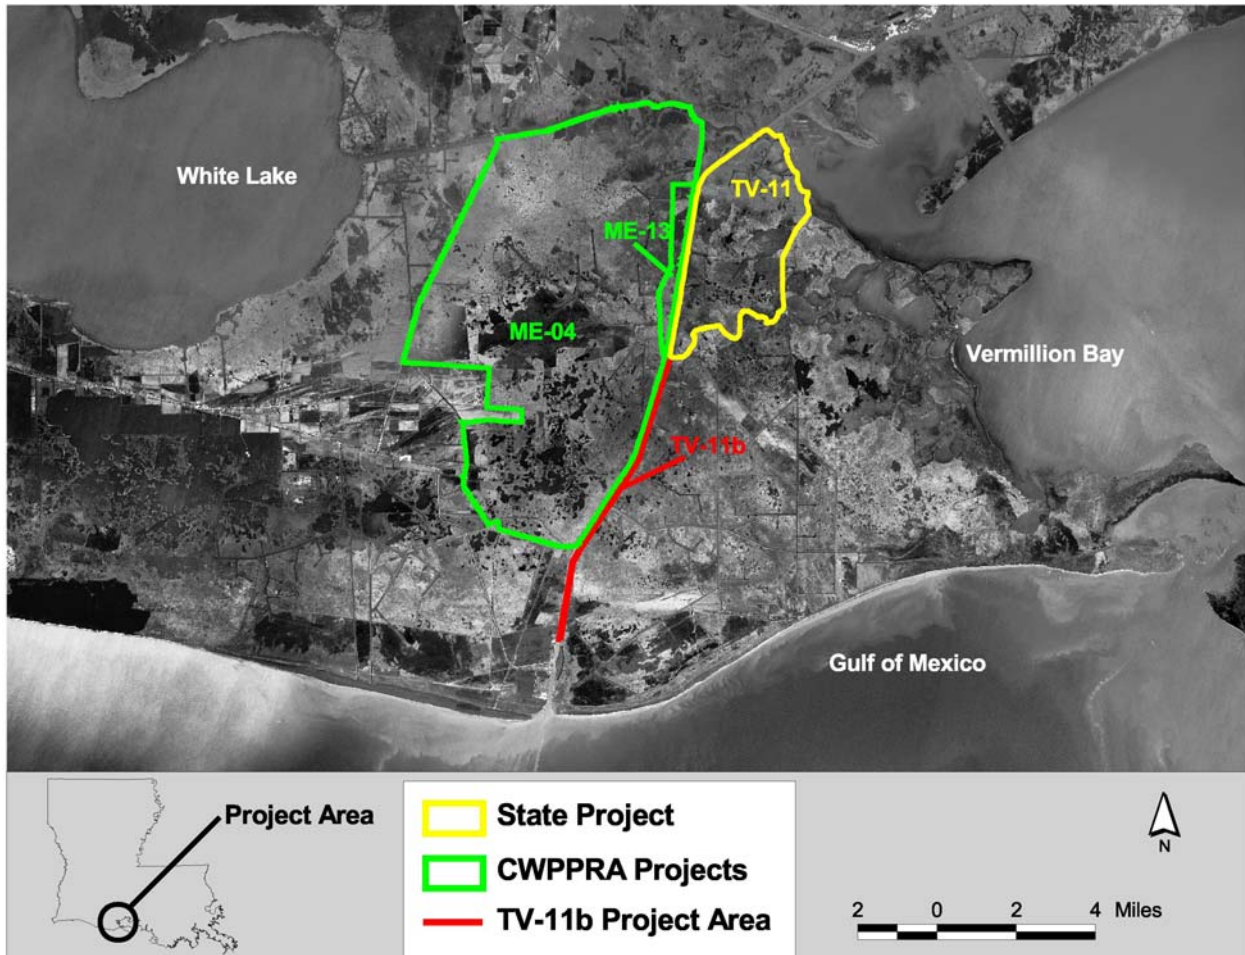 White Lake
TV-11
ME-13
ME-04
Vermillion Bay
TV-11b
Gulf of Mexico
Project Area
State Project
CWPPRA Projects
TV-11b Project Area
N
2 0 2 4 Miles